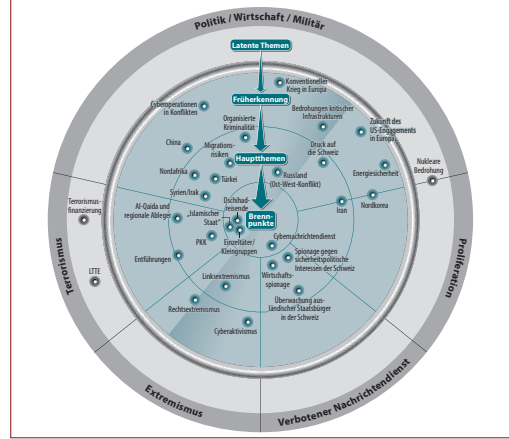 Politik / Wirtschaft / Militär
Latente Themen
Konventioneller
Krieg in Europa
Früherkennung
Cyberoperationen
in Konflikten
Bedrohungen kritischer
Infrastrukturen
Organisierte
Kriminalität
Zukunft des
US-Engagements
in Europa
China
Migrations-
risiken
Druck auf
die Schweiz
Hauptthemen
Nukleare
Bedrohung
Energiesicherheit
Nordafrika
Türkei
Russland
(Ost-West-Konflikt)
Syrien/Irak
Dschihad-
reisende
Iran
Nordkorea
Terrorismus-
finanzierung
Al-Qaida und
regionale Ableger
„Islamischer
Staat“
Brenn-
punkte
PKK
Einzeltäter/
Kleingruppen
Cybernachrichtendienst
Spionage gegen
sicherheitspolitische
Interessen der Schweiz
Entführungen
LTTE
Linksextremismus
Wirtschafts-
spionage
Überwachung aus-
ländischer Staatsbürger
in der Schweiz
Rechtsextremismus
Cyberaktivismus
Terrorismus
Proliferation
Extremismus
Verbotener Nachrichtendienst